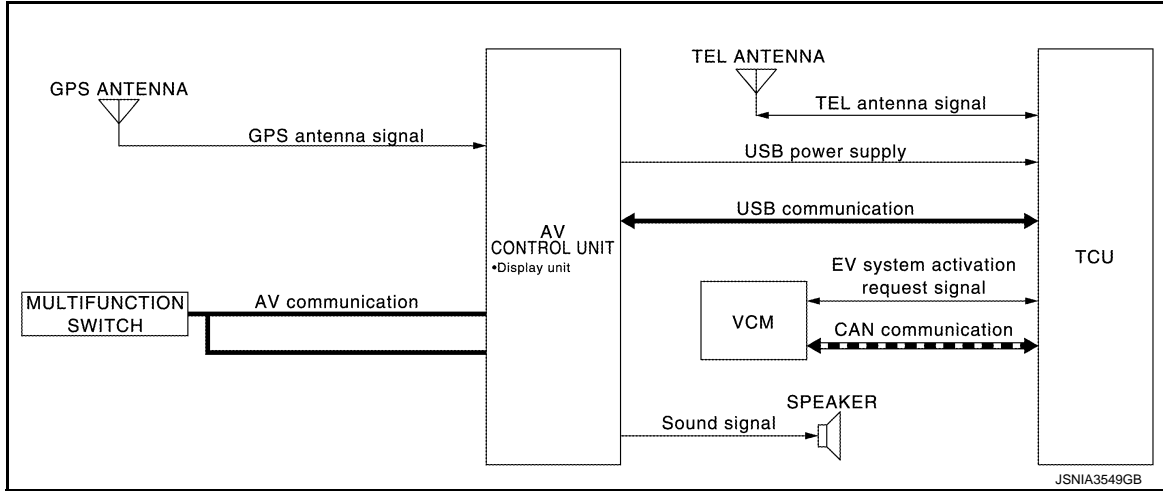 GPS ANTENNA
GPS antenna signal
MULTIFUNCTION
SWITCH
AV communication
AV
CONTROL UNIT
•Display unit
TEL ANTENNA
TEL antenna signal
USB power supply
USB communication
EV system activation
request signal
VCM
CAN communication
SPEAKER
Sound signal
TCU
JSNIA3549GB